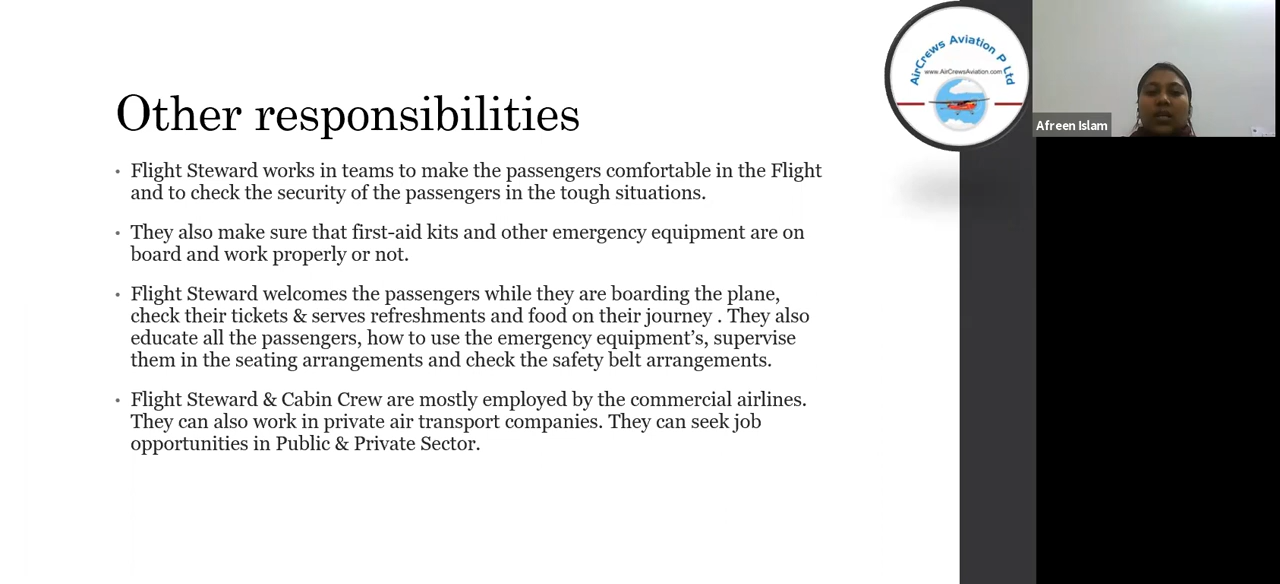 Other responsibilities
• Flight Steward works in teams to make the passengers comfortable in the Flight
and to check the security of the passengers in the tough situations.
• They also make sure that first-aid kits and other emergency equipment are on
board and work properly or not.
• Flight Steward welcomes the passengers while they are boarding the plane,
check their tickets & serves refreshments and food on their journey . They also
educate all the passengers, how to use the emergency equipment’s, supervise
them in the seating arrangements and check the safety belt arrangements.
• Flight Steward & Cabin Crew are mostly employed by the commercial airlines.
They can also work in private air transport companies. They can seek job
opportunities in Public & Private Sector.
AirCrews Aviation P Ltd
www.AirCrewsAviation.com
Afreen Islam